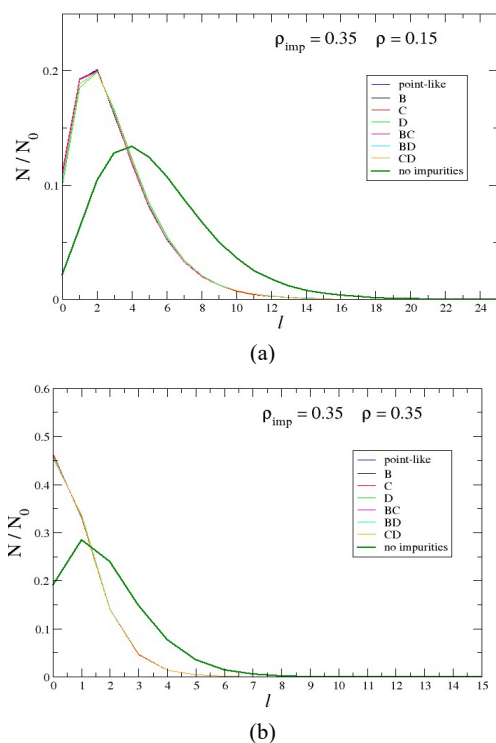 ρimp = 0.35 ρ = 0.15
0.2
0.1
0
N / N0
point-like
B
C
D
BC
BD
CD
no impurities
0 2 4 6 8 10 12 14 16 18 20 22 24
l
(a)
ρimp = 0.35 ρ = 0.35
0.6
0.5
0.4
0.3
0.2
0.1
0
N / N0
point-like
B
C
D
BC
BD
CD
no impurities
0 1 2 3 4 5 6 7 8 9 10 11 12 13 14 15
l
(b)